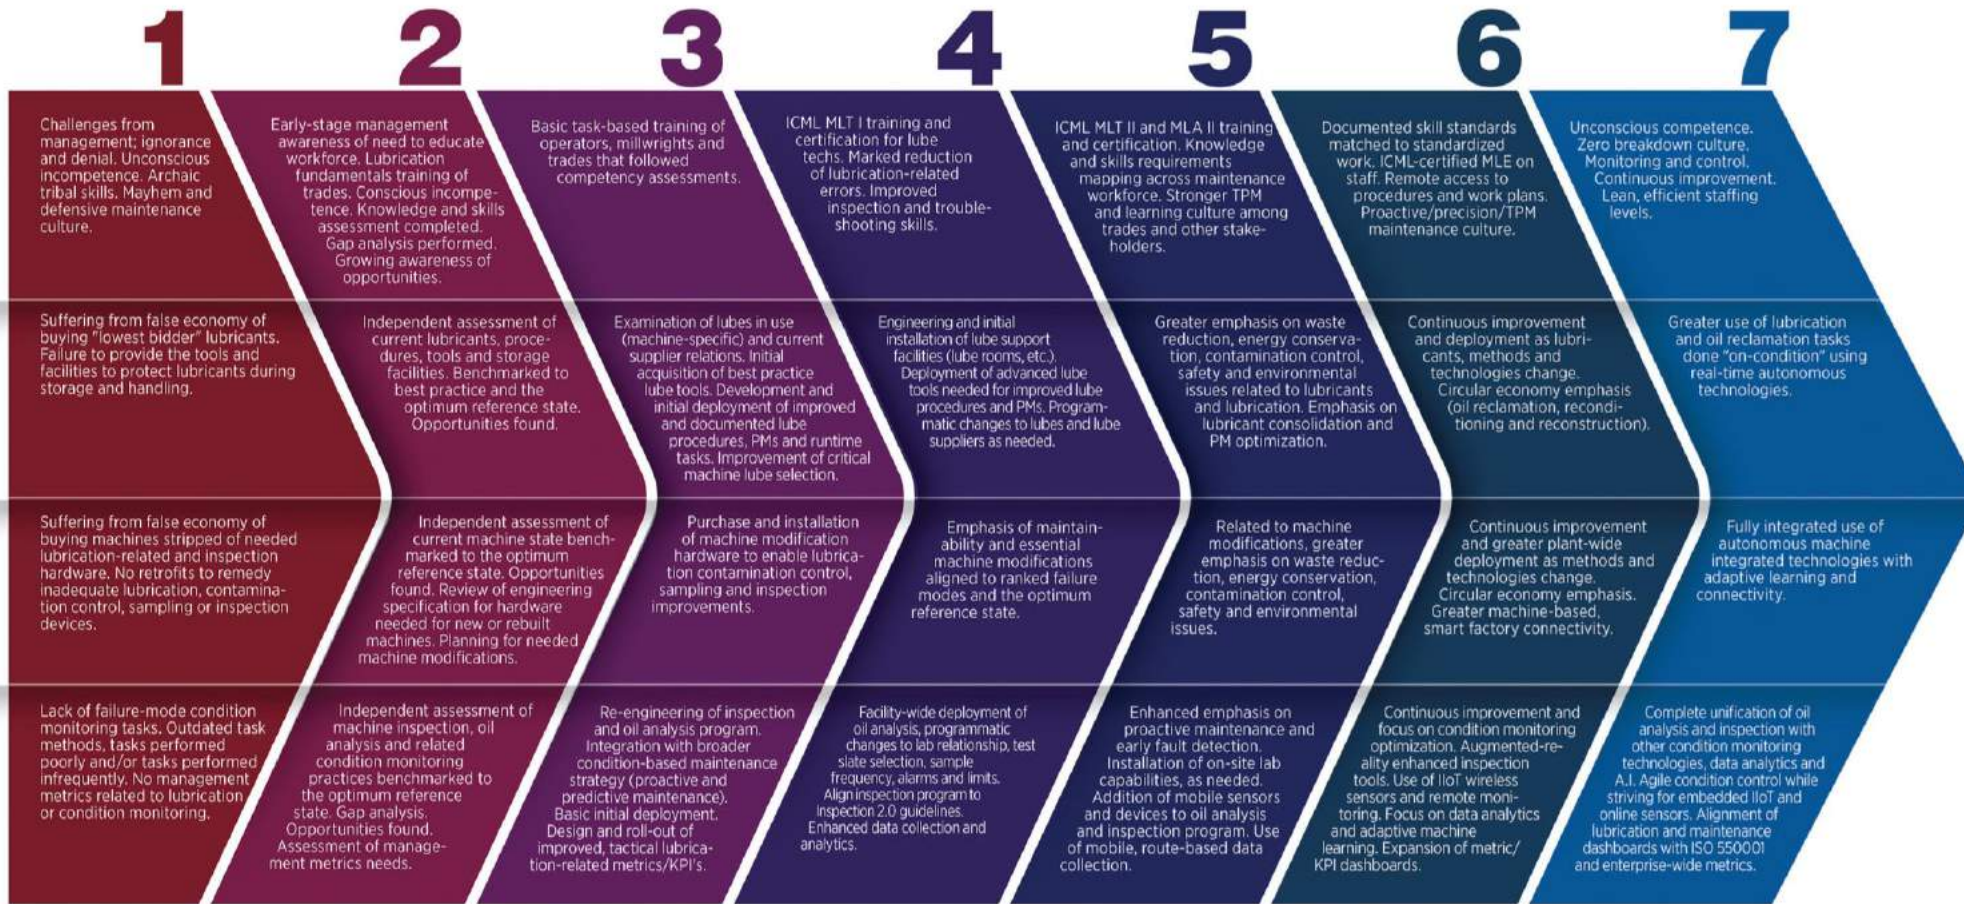 1
2
3
4
5
6
7
Challenges from
management; ignorance
and denial. Unconscious
incompetence. Archaic
tribal skills. Mayhem and
defensive maintenance
culture.
Early-stage management
awareness of need to educate
workforce. Lubrication
fundamentals training of
trades. Conscious incompe-
tence. Knowledge and skills
assessment completed.
Gap analysis performed.
Growing awareness of
opportunities.
Basic task-based training of
operators, millwrights and
trades that followed
competency assessments.
ICML MLT I training and
certification for lube
techs. Marked reduction
of lubrication-related
errors. Improved
inspection and trouble-
shooting skills.
ICML MLT II and MLA II training
and certification. Knowledge
and skills requirements
mapping across maintenance
workforce. Stronger TPM
and learning culture among
trades and other stake-
holders.
Documented skill standards
matched to standardized
work. ICML-certified MLE on
staff. Remote access to
procedures and work plans.
Proactive/precision/TPM
maintenance culture.
Unconscious competence.
Zero breakdown culture.
Monitoring and control.
Continuous improvement.
Lean, efficient staffing
levels.
Suffering from false economy of
buying "lowest bidder" lubricants.
Failure to provide the tools and
facilities to protect lubricants during
storage and handling.
Independent assessment of
current lubricants, proce-
dures, tools and storage
facilities. Benchmarked to
best practice and the
optimum reference state.
Opportunities found.
Examination of lubes in use
(machine-specific) and current
supplier relations. Initial
acquisition of best practice
lube tools. Development and
initial deployment of improved
and documented lube
procedures, PMs and runtime
tasks. Improvement of critical
machine lube selection.
Engineering and initial
installation of lube support
facilities (lube rooms, etc.).
Deployment of advanced lube
tools needed for improved lube
procedures and PMs. Program-
matic changes to lubes and lube
suppliers as needed.
Greater emphasis on waste
reduction, energy conserva-
tion, contamination control,
safety and environmental
issues related to lubricants
and lubrication. Emphasis on
lubricant consolidation and
PM optimization.
Continuous improvement
and deployment as lubri-
cants, methods and
technologies change.
Circular economy emphasis
(oil reclamation, recondi-
tioning and reconstruction).
Greater use of lubrication
and oil reclamation tasks
done "on-condition" using
real-time autonomous
technologies.
Suffering from false economy of
buying machines stripped of needed
lubrication-related and inspection
hardware. No retrofits to remedy
inadequate lubrication, contamina-
tion control, sampling or inspection
devices.
Independent assessment of
current machine state bench-
marked to the optimum
reference state. Opportunities
found. Review of engineering
specification for hardware
needed for new or rebuilt
machines. Planning for needed
machine modifications.
Purchase and installation
of machine modification
hardware to enable lubrica-
tion contamination control,
sampling and inspection
improvements.
Emphasis of maintain-
ability and essential
machine modifications
aligned to ranked failure
modes and the optimum
reference state.
Related to machine
modifications, greater
emphasis on waste reduc-
tion, energy conservation,
contamination control,
safety and environmental
issues.
Continuous improvement
and greater plant-wide
deployment as methods and
technologies change.
Circular economy emphasis.
Greater machine-based,
smart factory connectivity.
Fully integrated use of
autonomous machine
integrated technologies with
adaptive learning and
connectivity.
Lack of failure-mode condition
monitoring tasks. Outdated task
methods, tasks performed
poorly and/or tasks performed
infrequently. No management
metrics related to lubrication
or condition monitoring.
Independent assessment of
machine inspection, oil
analysis and related
condition monitoring
practices benchmarked to
the optimum reference
state. Gap analysis.
Opportunities found.
Assessment of manage-
ment metrics needs.
Re-engineering of inspection
and oil analysis program.
Integration with broader
condition-based maintenance
strategy (proactive and
predictive maintenance).
Basic initial deployment.
Design and roll-out of
improved, tactical lubrica-
tion-related metrics/KPI's.
Facility-wide deployment of
oil analysis, programmatic
changes to lab relationship, test
slate selection, sample
frequency, alarms and limits.
Align inspection program to
Inspection 2.0 guidelines.
Enhanced data collection and
analytics.
Enhanced emphasis on
proactive maintenance and
early fault detection.
Installation of on-site lab
capabilities, as needed.
Addition of mobile sensors
and devices to oil analysis
and inspection program. Use
of mobile, route-based data
collection.
Continuous improvement and
focus on condition monitoring
optimization. Augmented-re-
ality enhanced inspection
tools. Use of IIoT wireless
sensors and remote moni-
toring. Focus on data analytics
and adaptive machine
learning. Expansion of metric/
KPI dashboards.
Complete unification of oil
analysis and inspection with
other condition monitoring
technologies, data analytics and
A.I. Agile condition control while
striving for embedded IIoT and
online sensors. Alignment of
lubrication and maintenance
dashboards with ISO 550001
and enterprise-wide metrics.